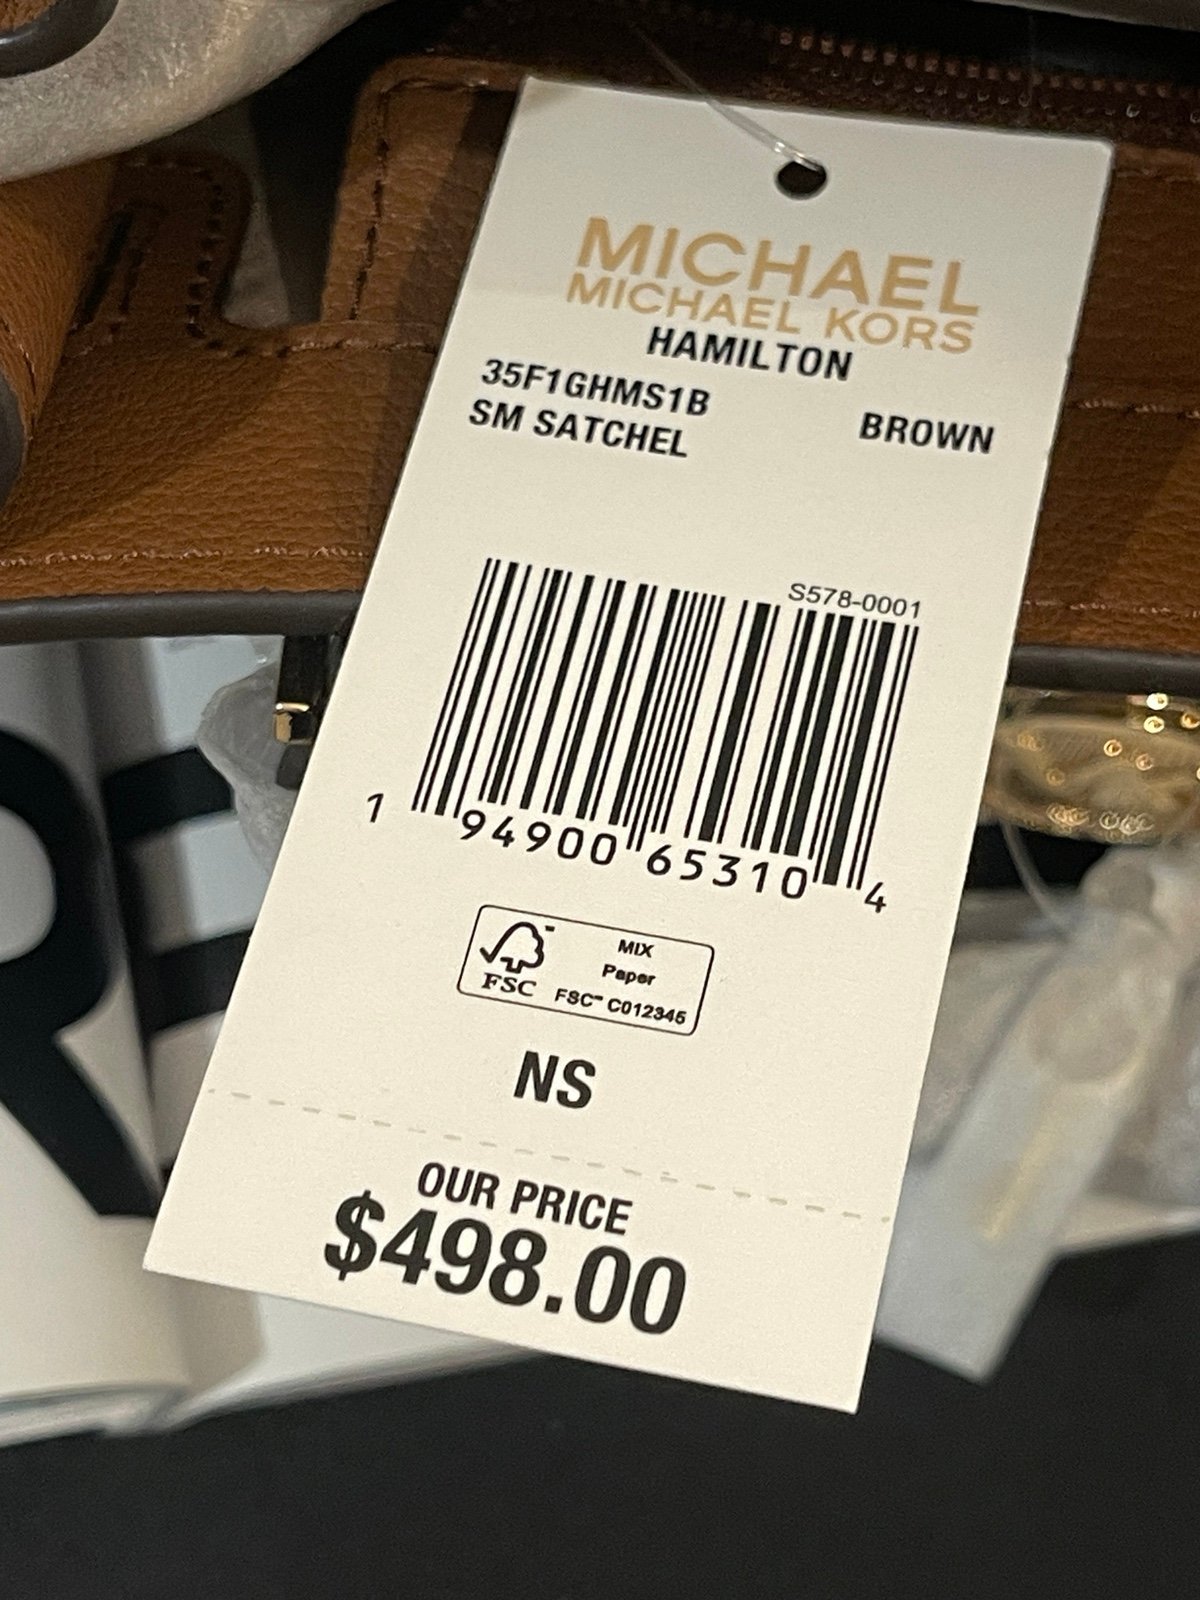 MICHAEL
MICHAEL KORS
HAMILTON
35F1GHMS1B
SM SATCHEL BROWN
S578-0001
1 94900 65310 4
FSC
MIX
Paper
FSC™ C012345
NS
OUR PRICE
$498.00
RE